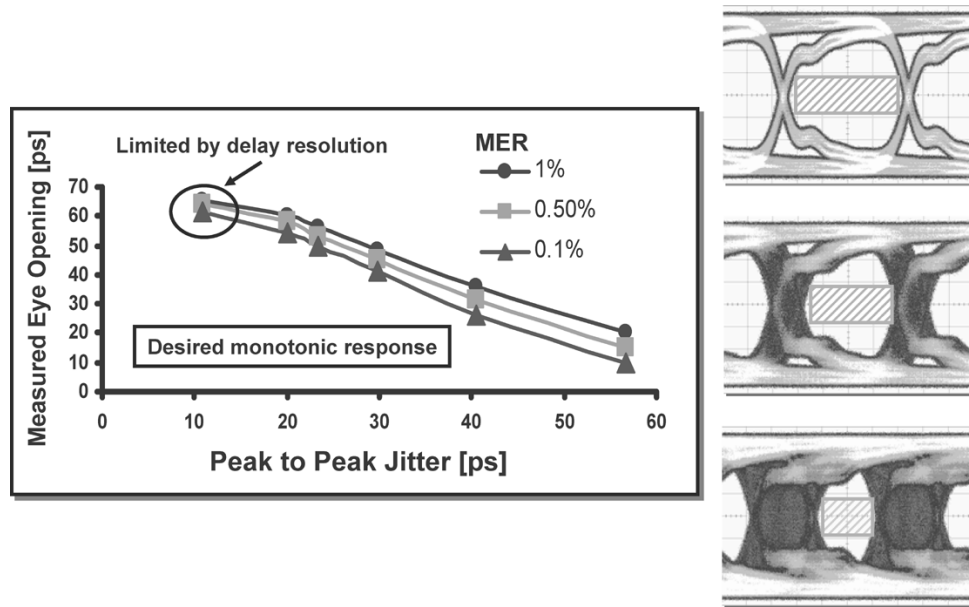 Limited by delay resolution
MER
1%
0.50%
0.1%
Measured Eye Opening [ps]
70
60
50
40
30
20
10
0
Desired monotonic response
0 10 20 30 40 50 60
Peak to Peak Jitter [ps]